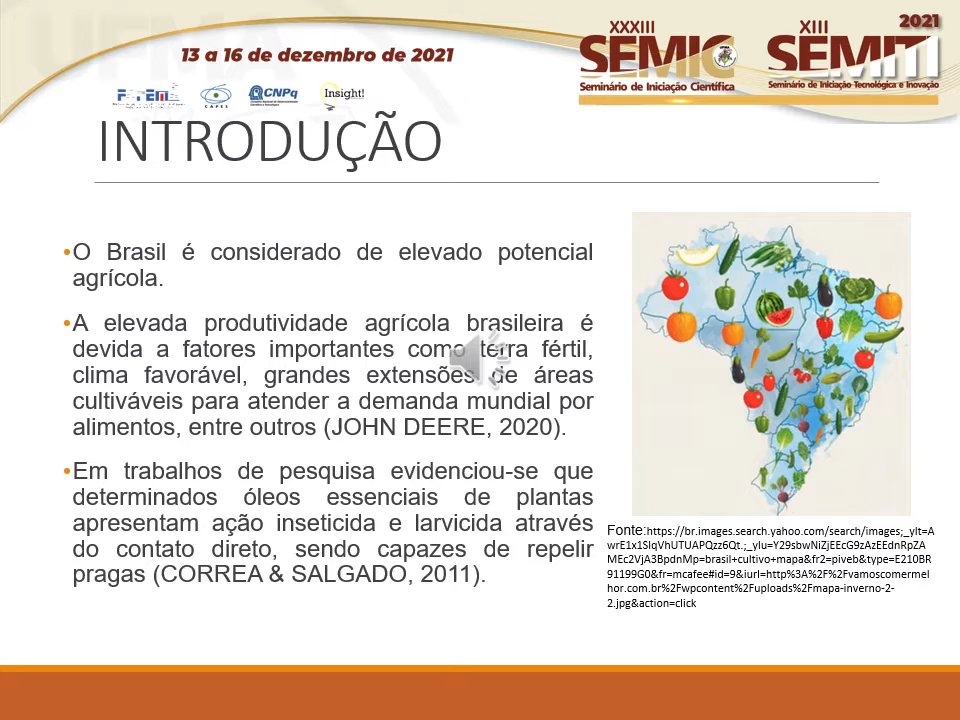 UFMA
13 a 16 de dezembro de 2021
XXXIII
SEMIC
Seminário de Iniciação Científica
XIII
2021
SEMITI
Seminário de Iniciação Tecnológica e Inovação
CAPES
CNPq
Insight!
INTRODUÇÃO
•O Brasil é considerado de elevado potencial
agrícola.
•A elevada produtividade agrícola brasileira é
devida a fatores importantes como terra fértil,
clima favorável, grandes extensões de áreas
cultiváveis para atender a demanda mundial por
alimentos, entre outros (JOHN DEERE, 2020).
•Em trabalhos de pesquisa evidenciou-se que
determinados óleos essenciais de plantas
apresentam ação inseticida e larvicida através
do contato direto, sendo capazes de repelir
pragas (CORREA & SALGADO, 2011).
Fonte:https://br.images.search.yahoo.com/search/images;_ylt=A
wrE1x1SlqVhUTUAPQzz6Qt.;_ylu=Y29sbwNiZjEEcG9zAzEEdnRpZA
MEc2VjA3BpdnMp=brasil+cultivo+mapa&fr2=piveb&type=E210BR
91199G0&fr=mcafee#id=9&iurl=http%3A%2F%2Fvamoscomermel
hor.com.br%2Fwpcontent%2Fuploads%2Fmapa-inverno-2-
2.jpg&action=click